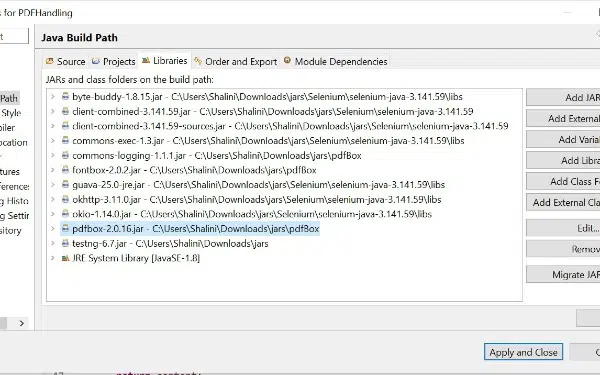 s for PDFHandling
t
Java Build Path
Source Projects Libraries Order and Export Module Dependencies
JARs and class folders on the build path:
Path
Style
piler
ocation
r
tures
ference:
g Histo
g Settir
sitory
byte-buddy-1.8.15.jar - C:\Users\Shalini\Downloads\jars\Selenium\selenium-java-3.141.59\libs
client-combined-3.141.59.jar - C:\Users\Shalini\Downloads\jars\Selenium\selenium-java-3.141.59
client-combined-3.141.59-sources.jar - C:\Users\Shalini\Downloads\jars\Selenium\selenium-java-3.141.59
commons-exec-1.3.jar - C:\Users\Shalini\Downloads\jars\Selenium\selenium-java-3.141.59\libs
commons-logging-1.1.1.jar - C:\Users\Shalini\Downloads\jars\pdfBox
fontbox-2.0.2.jar - C:\Users\Shalini\Downloads\jars\pdfBox
guava-25.0-jre.jar - C:\Users\Shalini\Downloads\jars\Selenium\selenium-java-3.141.59\libs
okhttp-3.11.0.jar - C:\Users\Shalini\Downloads\jars\Selenium\selenium-java-3.141.59\libs
okio-1.14.0.jar - C:\Users\Shalini\Downloads\jars\Selenium\selenium-java-3.141.59\libs
pdfbox-2.0.16.jar - C:\Users\Shalini\Downloads\jars\pdfBox
testng-6.7.jar - C:\Users\Shalini\Downloads\jars
JRE System Library [JavaSE-1.8]
Add JAR
Add External
Add Varia
Add Libra
Add Class Fo
Add External Clas
Edit...
Remov
Migrate JAR
Apply and Close